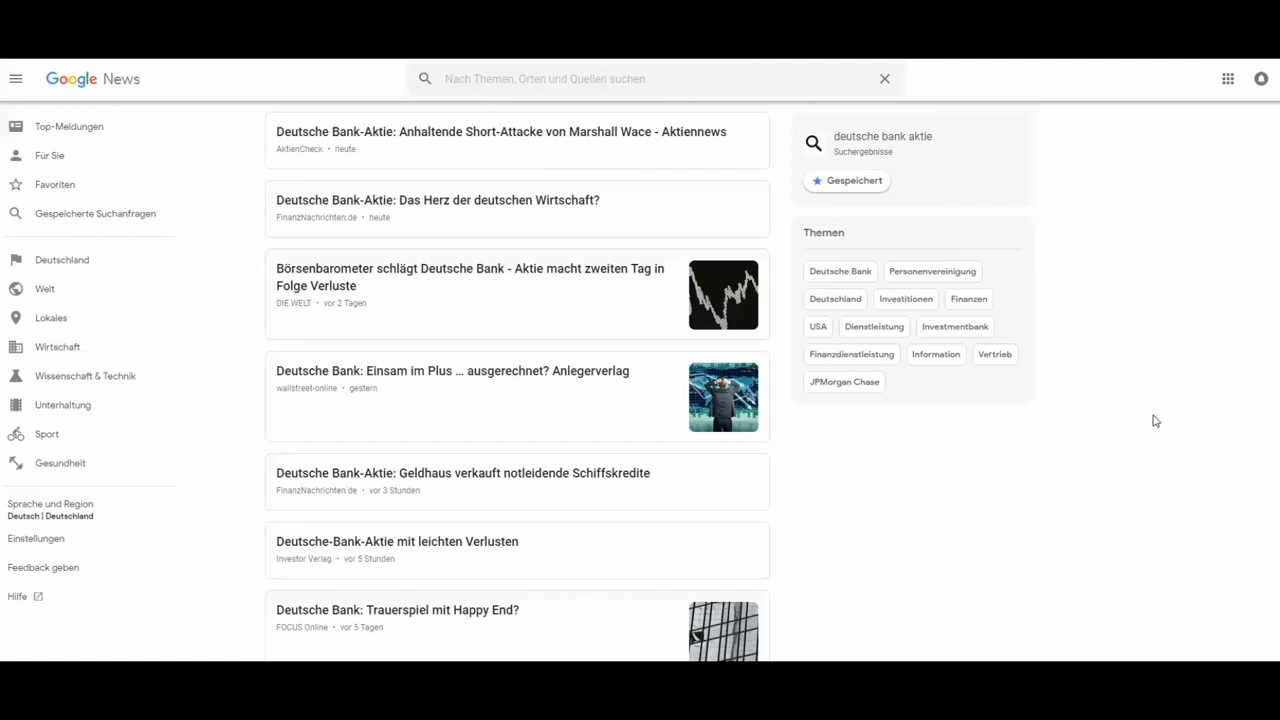 Google News
Nach Themen, Orten und Quellen suchen
Top-Meldungen
Für Sie
Favoriten
Gespeicherte Suchanfragen
Deutschland
Welt
Lokales
Wirtschaft
Wissenschaft & Technik
Unterhaltung
Sport
Gesundheit
Sprache und Region
Deutsch | Deutschland
Einstellungen
Feedback geben
Hilfe
Deutsche Bank-Aktie: Anhaltende Short-Attacke von Marshall Wace - Aktiennews
AktienCheck • heute
Deutsche Bank-Aktie: Das Herz der deutschen Wirtschaft?
FinanzNachrichten.de • heute
Börsenbarometer schlägt Deutsche Bank - Aktie macht zweiten Tag in
Folge Verluste
DIE WELT • vor 2 Tagen
Deutsche Bank: Einsam im Plus ... ausgerechnet? Anlegerverlag
wallstreet-online • gestern
Deutsche Bank-Aktie: Geldhaus verkauft notleidende Schiffskredite
FinanzNachrichten.de • vor 3 Stunden
Deutsche-Bank-Aktie mit leichten Verlusten
Investor Verlag • vor 5 Stunden
Deutsche Bank: Trauerspiel mit Happy End?
FOCUS Online • vor 5 Tagen
deutsche bank aktie
Suchergebnisse
Gespeichert
Themen
Deutsche Bank Personenvereinigung
Deutschland Investitionen Finanzen
USA Dienstleistung Investmentbank
Finanzdienstleistung Information Vertrieb
JPMorgan Chase